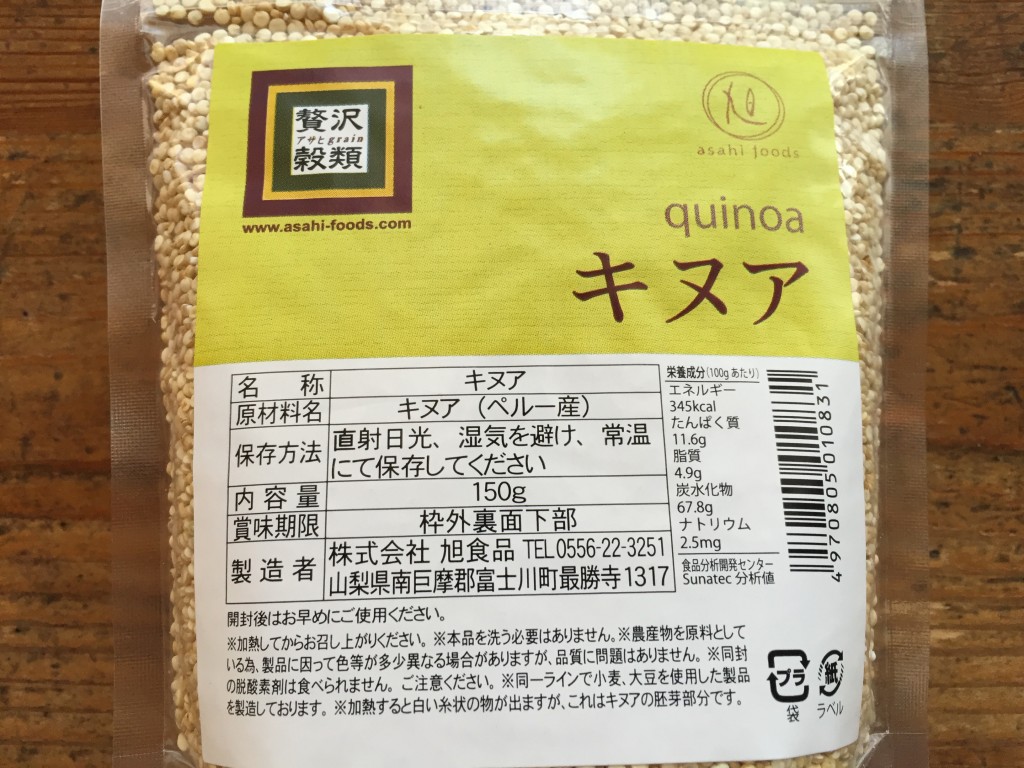 贅沢
アサヒgrain
穀類
www.asahi-foods.com
旭
asahi foods
quinoa
キヌア
名 称 キヌア
原材料名 キヌア（ペルー産）
保存方法 直射日光、湿気を避け、常温
にて保存してください
内容量 150g
賞味期限 枠外裏面下部
製造者 株式会社 旭食品 TEL0556-22-3251
山梨県南巨摩郡富士川町最勝寺1317
栄養成分(100gあたり)
エネルギー
345kcal
たんぱく質
11.6g
脂質
4.9g
炭水化物
67.8g
ナトリウム
2.5mg
食品分析開発センター
Sunatec 分析値
4970805010831
開封後はお早めにご使用ください。
※加熱してからお召し上がりください。※本品を洗う必要はありません。※農産物を原料として
いる為、製品に因って色等が多少異なる場合がありますが、品質に問題はありません。※同封
の脱酸素剤は食べられません。ご注意ください。※同一ラインで小麦、大豆を使用した製品
を製造しております。※加熱すると白い糸状の物が出ますが、これはキヌアの胚芽部分です。
プラ
袋
紙
ラベル